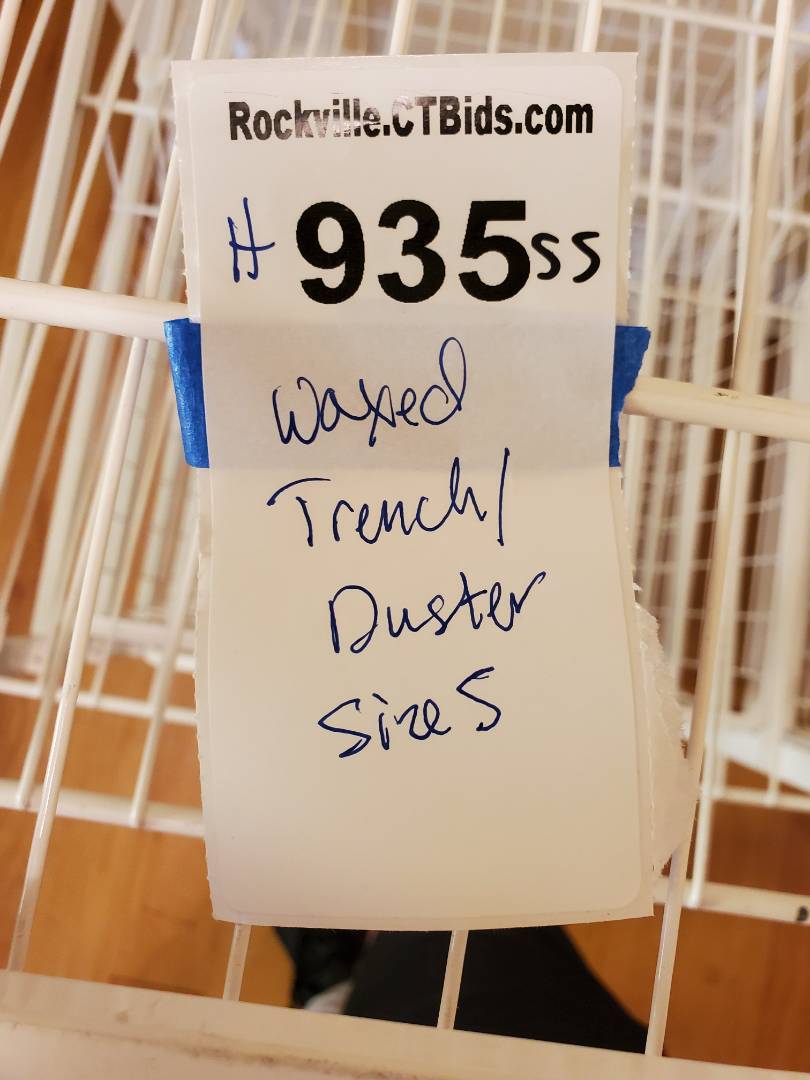 Rockville.CTBids.com
# 935SS
Waxed
Trench/
Duster
Size S